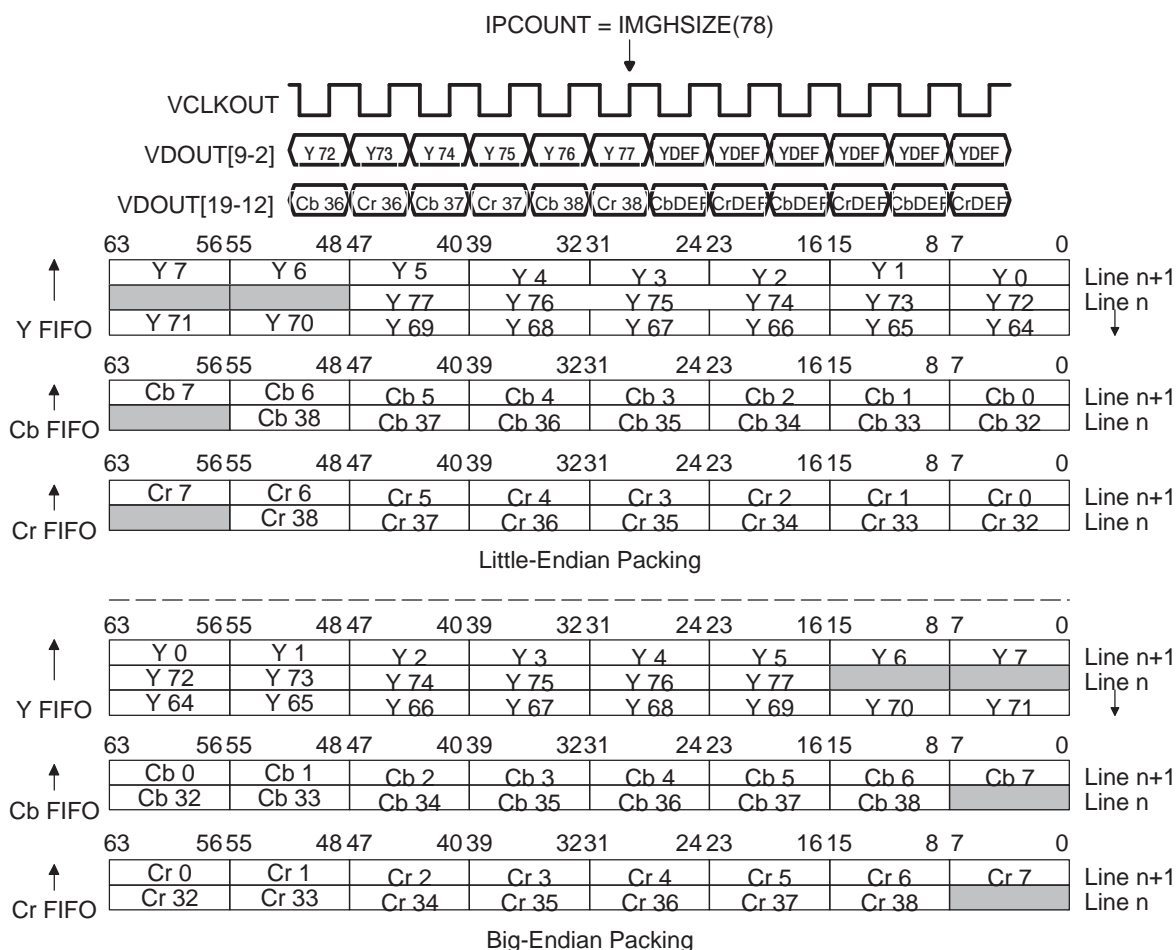 IPCOUNT = IMGHSIZE(78)
VCLKOUT
VDOUT[9-2] Y 72 Y73 Y 74 Y 75 Y 76 Y 77 YDEF YDEF YDEF YDEF YDEF YDEF
VDOUT[19-12] Cb 36 Cr 36 Cb 37 Cr 37 Cb 38 Cr 38 CbDEF CrDEF CbDEF CrDEF CbDEF CrDEF
63 56 55 48 47 40 39 32 31 24 23 16 15 8 7 0
Y 7 Y 6 Y 5 Y 4 Y 3 Y 2 Y 1 Y 0 Line n+1
Y 77 Y 76 Y 75 Y 74 Y 73 Y 72 Line n
Y FIFO Y 71 Y 70 Y 69 Y 68 Y 67 Y 66 Y 65 Y 64
63 56 55 48 47 40 39 32 31 24 23 16 15 8 7 0
Cb 7 Cb 6 Cb 5 Cb 4 Cb 3 Cb 2 Cb 1 Cb 0 Line n+1
Cb FIFO Cb 38 Cb 37 Cb 36 Cb 35 Cb 34 Cb 33 Cb 32 Line n
63 56 55 48 47 40 39 32 31 24 23 16 15 8 7 0
Cr 7 Cr 6 Cr 5 Cr 4 Cr 3 Cr 2 Cr 1 Cr 0 Line n+1
Cr FIFO Cr 38 Cr 37 Cr 36 Cr 35 Cr 34 Cr 33 Cr 32 Line n
Little-Endian Packing
63 56 55 48 47 40 39 32 31 24 23 16 15 8 7 0
Y 0 Y 1 Y 2 Y 3 Y 4 Y 5 Y 6 Y 7 Line n+1
Y 72 Y 73 Y 74 Y 75 Y 76 Y 77 Line n
Y FIFO Y 64 Y 65 Y 66 Y 67 Y 68 Y 69 Y 70 Y 71
63 56 55 48 47 40 39 32 31 24 23 16 15 8 7 0
Cb 0 Cb 1 Cb 2 Cb 3 Cb 4 Cb 5 Cb 6 Cb 7 Line n+1
Cb FIFO Cb 32 Cb 33 Cb 34 Cb 35 Cb 36 Cb 37 Cb 38 Line n
63 56 55 48 47 40 39 32 31 24 23 16 15 8 7 0
Cr 0 Cr 1 Cr 2 Cr 3 Cr 4 Cr 5 Cr 6 Cr 7 Line n+1
Cr FIFO Cr 32 Cr 33 Cr 34 Cr 35 Cr 36 Cr 37 Cr 38 Line n
Big-Endian Packing